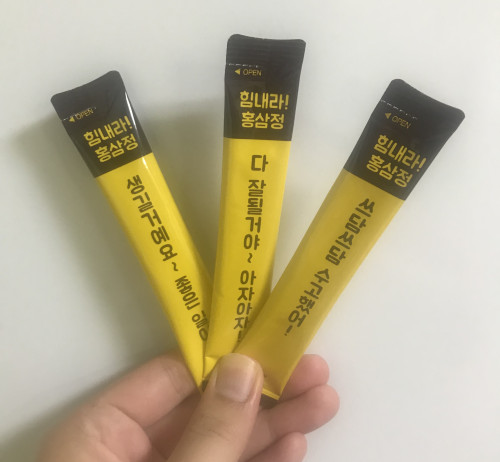 ◀ OPEN
힘내라!
홍삼정
생길거예요~ 좋은
◀ OPEN
힘내라!
홍삼정
다 잘될거야~ 아자아자!
◀ OPEN
힘내라!
홍삼정
쓰담쓰담 수고했어!